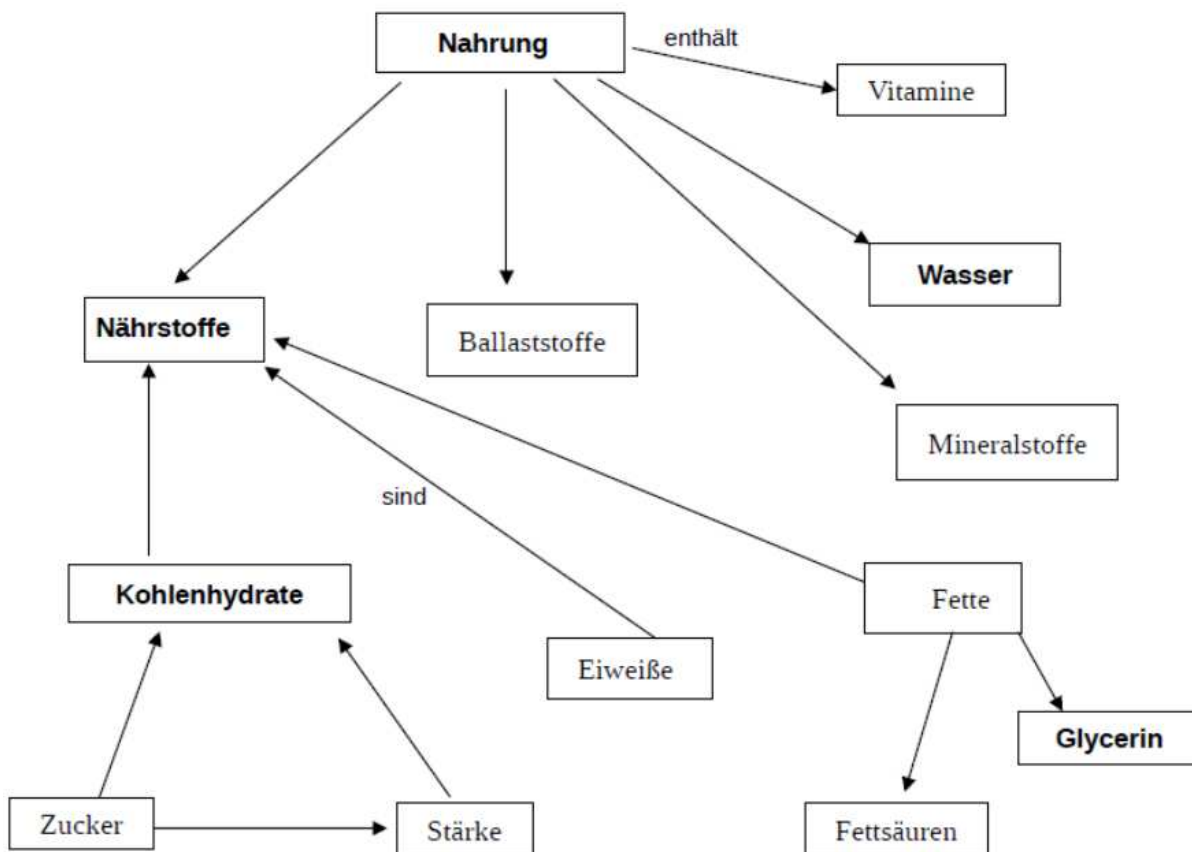 Nahrung
enthält
Vitamine
Wasser
Nährstoffe
Ballaststoffe
Mineralstoffe
sind
Kohlenhydrate
Fette
Eiweiße
Glycerin
Zucker
Stärke
Fettsäuren